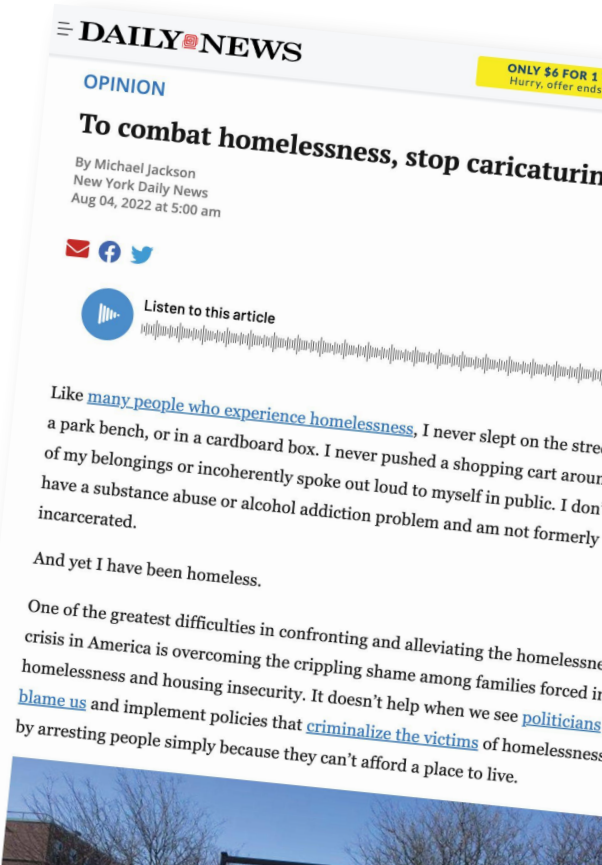 DAILY NEWS
ONLY $6 FOR 1
Hurry, offer ends
OPINION
To combat homelessness, stop caricaturin
By Michael Jackson
New York Daily News
Aug 04, 2022 at 5:00 am
Listen to this article
Like many people who experience homelessness, I never slept on the stree
a park bench, or in a cardboard box. I never pushed a shopping cart aroun
of my belongings or incoherently spoke out loud to myself in public. I don'
have a substance abuse or alcohol addiction problem and am not formerly
incarcerated.
And yet I have been homeless.
One of the greatest difficulties in confronting and alleviating the homelessne
crisis in America is overcoming the crippling shame among families forced in
homelessness and housing insecurity. It doesn't help when we see politicians
blame us and implement policies that criminalize the victims of homelessness
by arresting people simply because they can't afford a place to live.